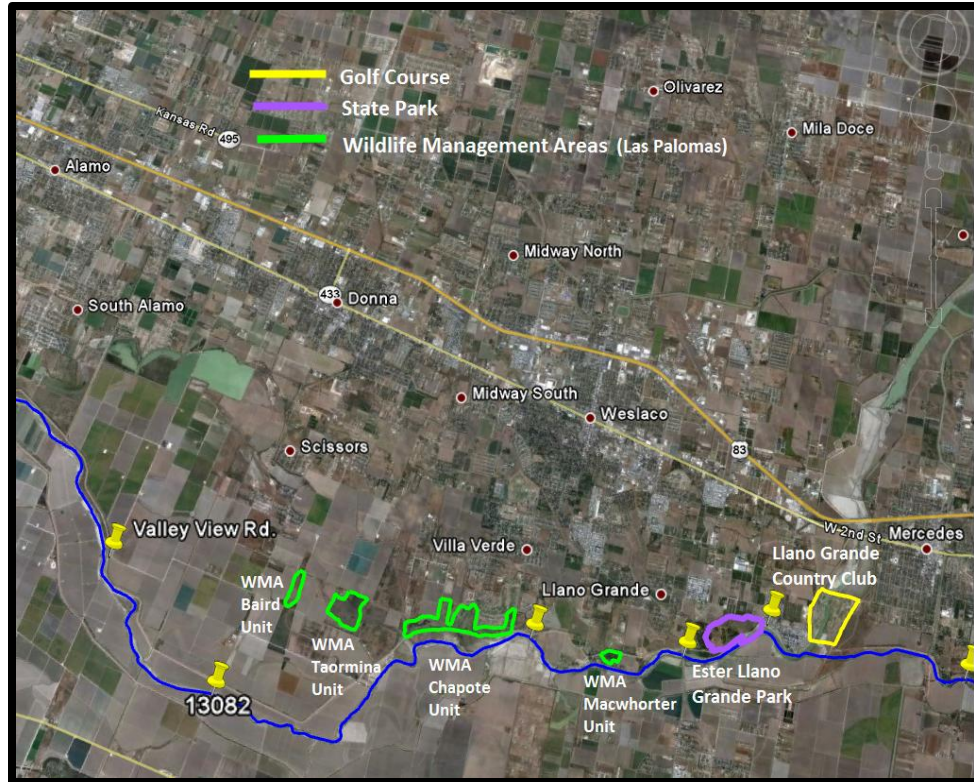 Golf Course
State Park
Wildlife Management Areas (Las Palomas)
Olivarez
Mila Doce
Kansas Rd 495
Alamo
Midway North
433
Donna
South Alamo
Midway South
Weslaco
Scissors
83
W 2nd St
Mercedes
Valley View Rd.
Villa Verde
Llano Grande
Country Club
WMA
Baird
Unit
Llano Grande
WMA
Taormina
Unit
WMA
Chapote
Unit
WMA
Macwhorter
Unit
Ester Llano
Grande Park
13082